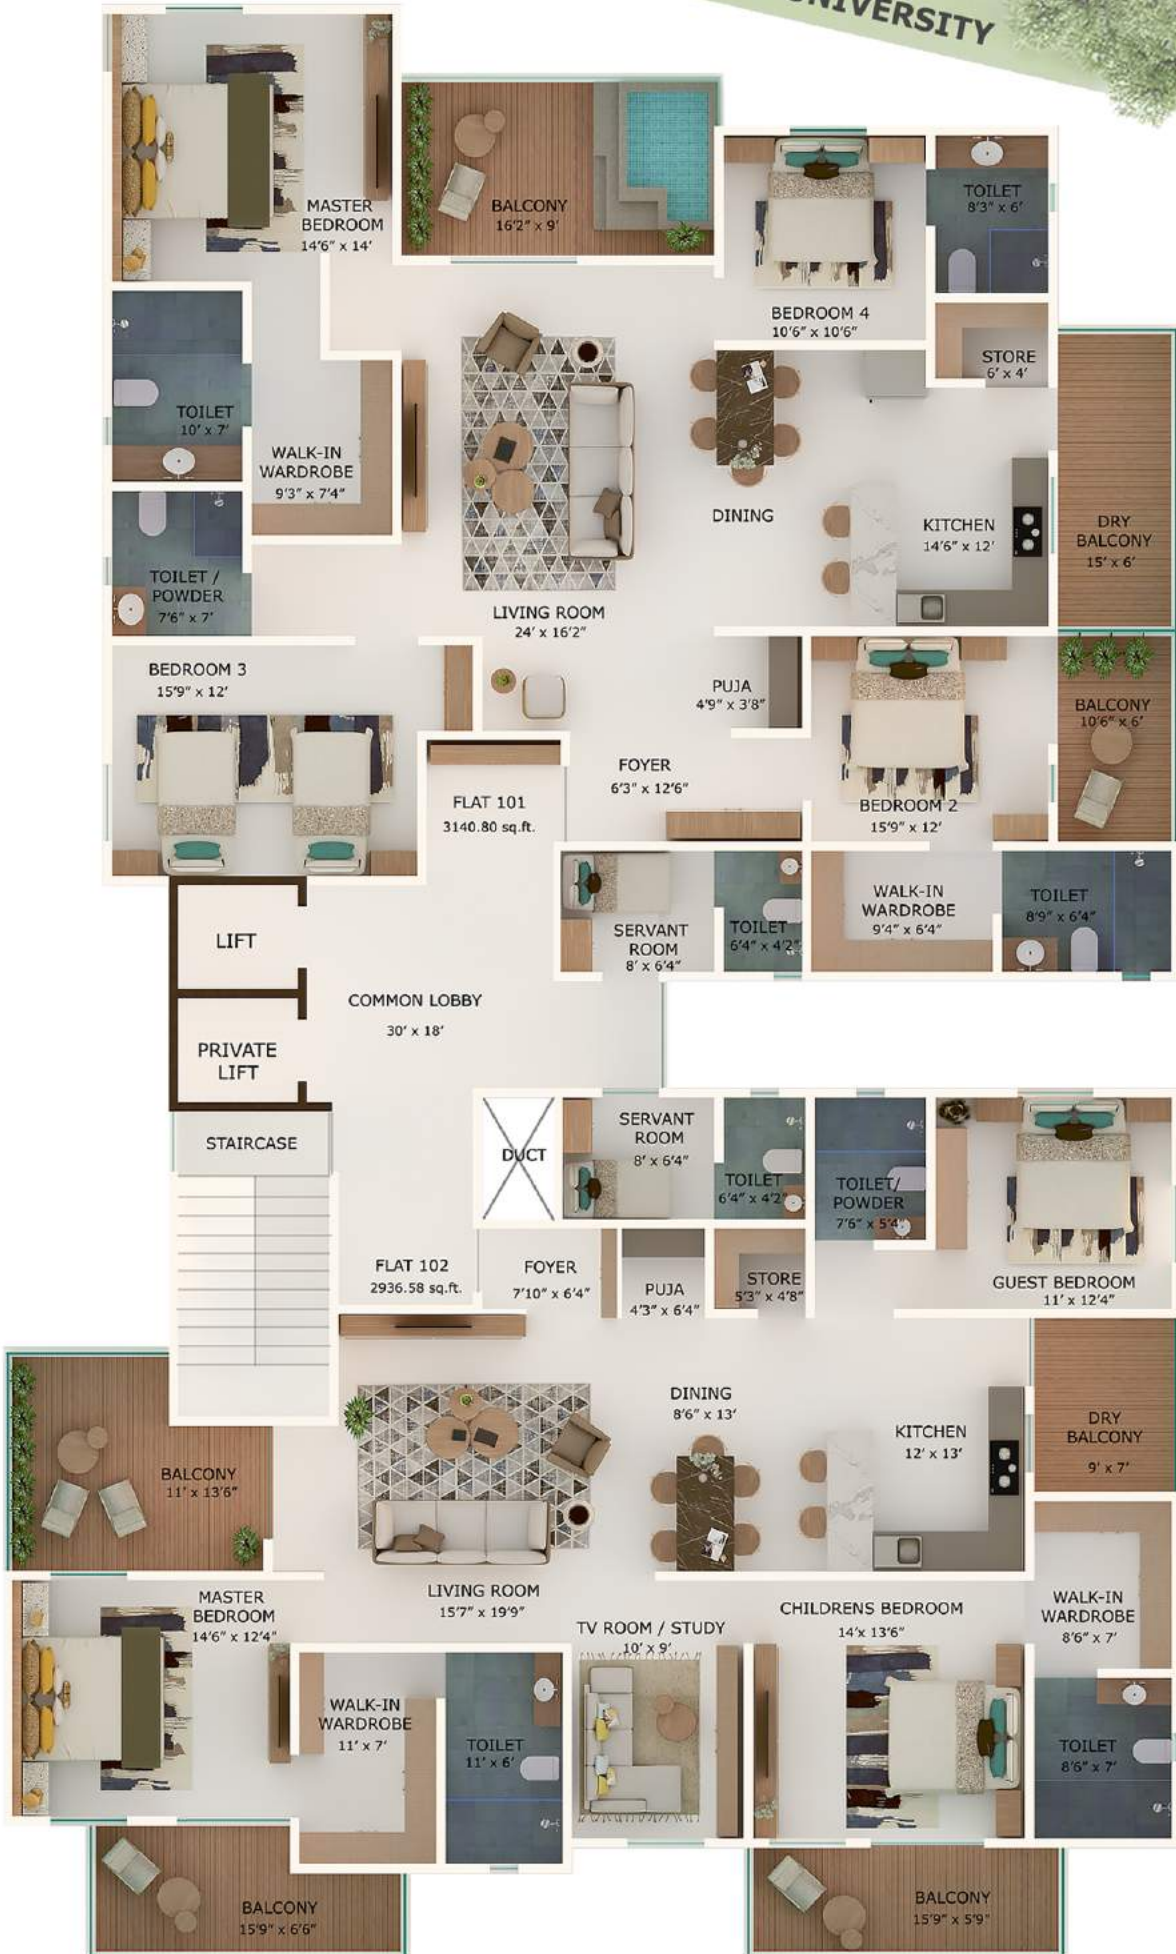 UNIVERSITY
MASTER
BEDROOM
14'6" x 14'
BALCONY
16'2" x 9'
TOILET
8'3" x 6'
BEDROOM 4
10'6" x 10'6"
STORE
6' x 4'
TOILET
10' x 7'
WALK-IN
WARDROBE
9'3" x 7'4"
DINING
KITCHEN
14'6" x 12'
DRY
BALCONY
15' x 6'
TOILET /
POWDER
7'6" x 7'
LIVING ROOM
24' x 16'2"
BEDROOM 3
15'9" x 12'
PUJA
4'9" x 3'8"
BALCONY
10'6" x 6'
FOYER
6'3" x 12'6"
FLAT 101
3140.80 sq.ft.
BEDROOM 2
15'9" x 12'
LIFT
SERVANT
ROOM
8' x 6'4"
TOILET
6'4" x 4'2"
WALK-IN
WARDROBE
9'4" x 6'4"
TOILET
8'9" x 6'4"
COMMON LOBBY
30' x 18'
PRIVATE
LIFT
STAIRCASE
DUCT
SERVANT
ROOM
8' x 6'4"
TOILET
6'4" x 4'2"
TOILET/
POWDER
7'6" x 5'4"
FLAT 102
2936.58 sq.ft.
FOYER
7'10" x 6'4"
PUJA
4'3" x 6'4"
STORE
5'3" x 4'8"
GUEST BEDROOM
11' x 12'4"
DINING
8'6" x 13'
KITCHEN
12' x 13'
DRY
BALCONY
9' x 7'
BALCONY
11' x 13'6"
LIVING ROOM
15'7" x 19'9"
MASTER
BEDROOM
14'6" x 12'4"
TV ROOM / STUDY
10' x 9'
CHILDRENS BEDROOM
14'x 13'6"
WALK-IN
WARDROBE
8'6" x 7'
WALK-IN
WARDROBE
11' x 7'
TOILET
11' x 6'
TOILET
8'6" x 7'
BALCONY
15'9" x 6'6"
BALCONY
15'9" x 5'9"